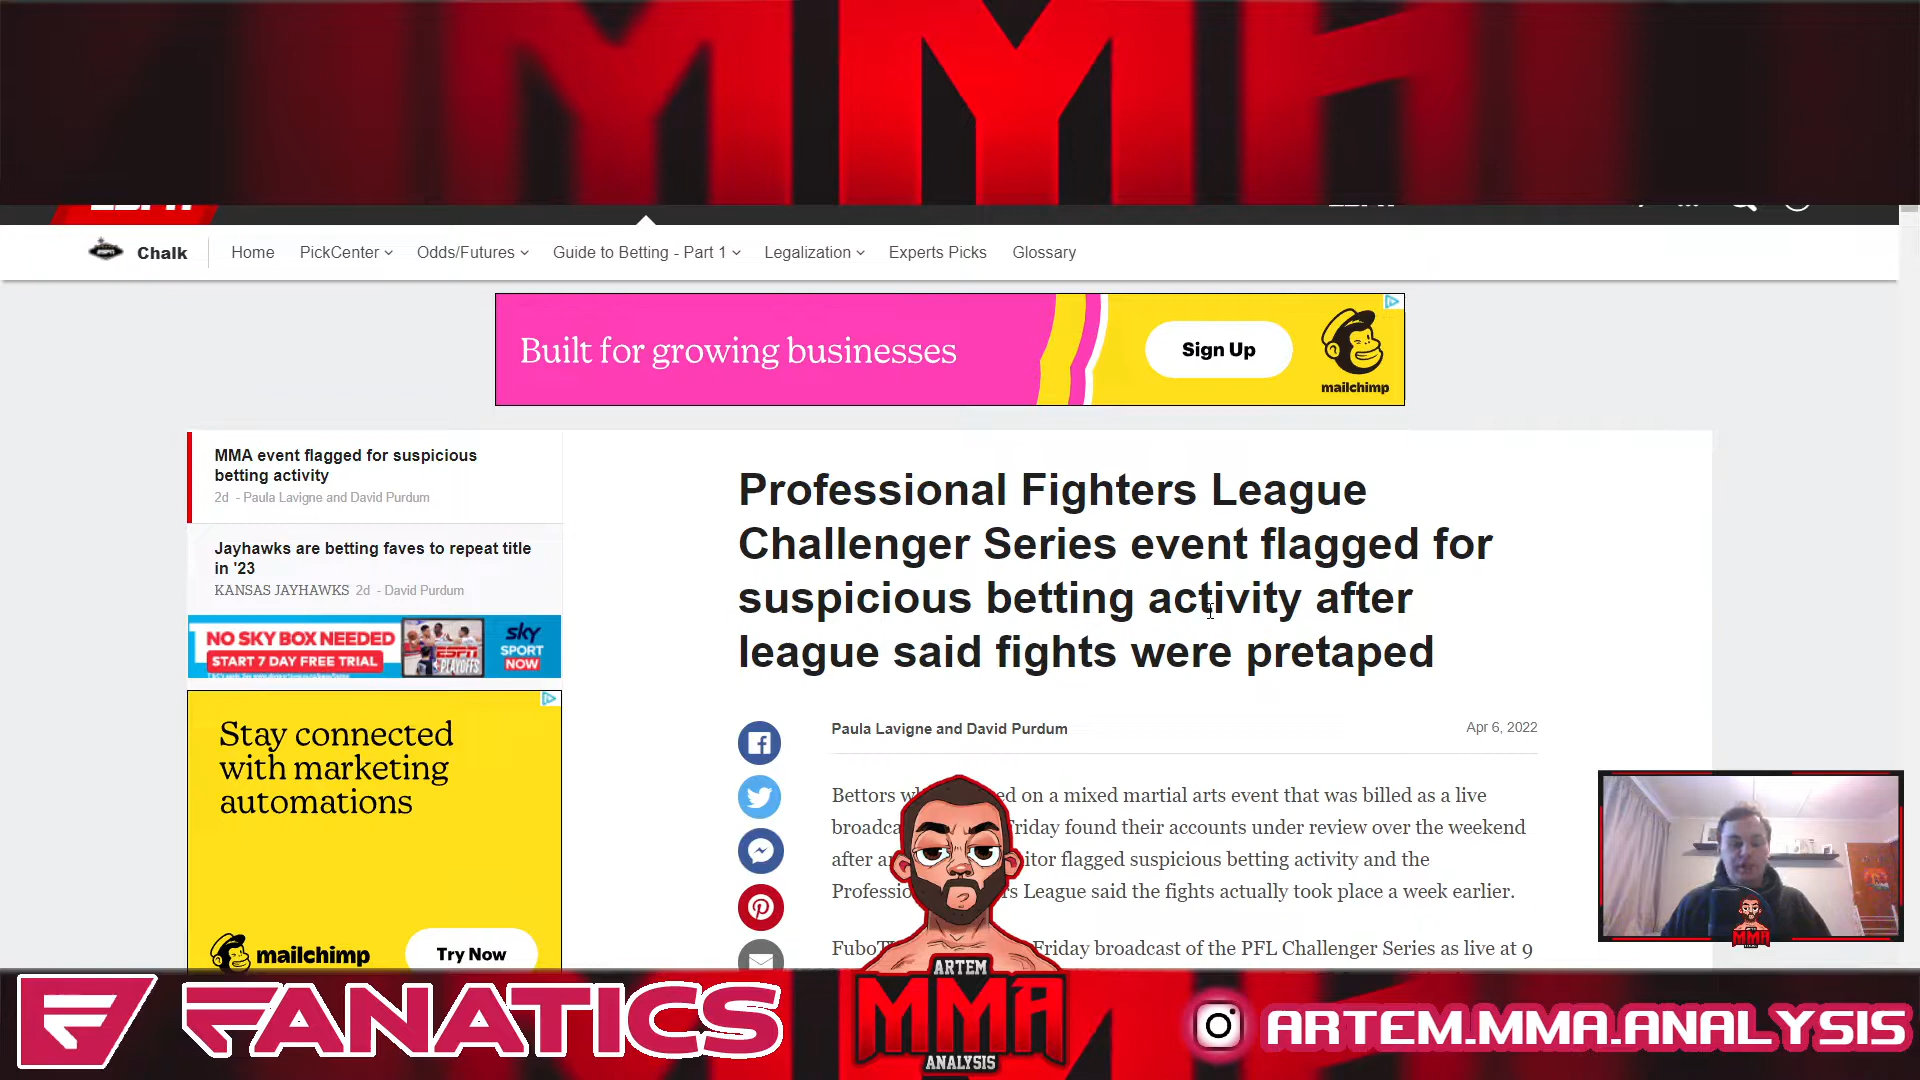 MMA
Chalk
Home
PickCenter
Odds/Futures
Guide to Betting - Part 1
Legalization
Experts Picks
Glossary
Built for growing businesses
Sign Up
mailchimp
MMA event flagged for suspicious
betting activity
2d - Paula Lavigne and David Purdum
Jayhawks are betting faves to repeat title
in '23
KANSAS JAYHAWKS 2d - David Purdum
NO SKY BOX NEEDED
START 7 DAY FREE TRIAL
ESPN
PLAYOFFS
sky
SPORT
NOW
Stay connected
with marketing
automations
mailchimp
Try Now
Professional Fighters League
Challenger Series event flagged for
suspicious betting activity after
league said fights were pretaped
Paula Lavigne and David Purdum
Apr 6, 2022
Bettors on a mixed martial arts event that was billed as a live
Friday found their accounts under review over the weekend
after flagged suspicious betting activity and the
League said the fights actually took place a week earlier.
Friday broadcast of the PFL Challenger Series as live at 9
MMA
FANATICS
ARTEM
MMA
ANALYSIS
ARTEM.MMA.ANALYSIS